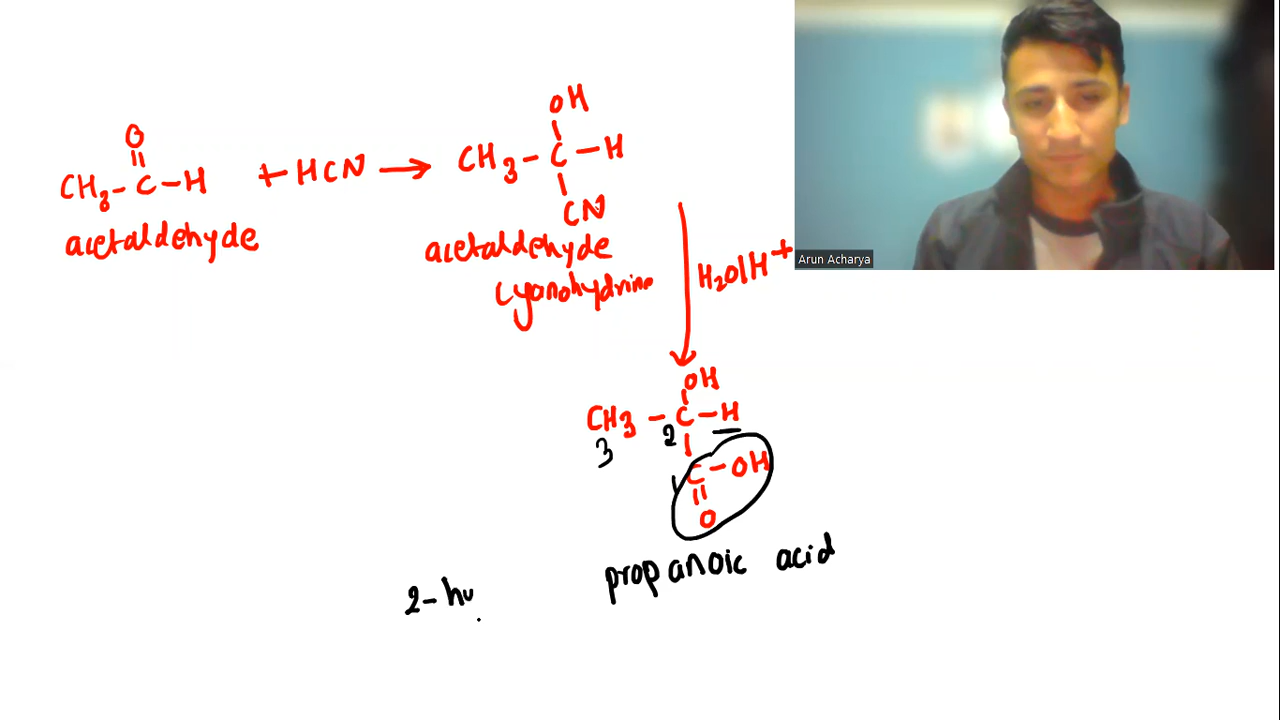 O
||
CH3-C-H
+ HCN →
acetaldehyde
OH
|
CH3-C-H
|
CN
acetaldehyde
cyanohydrine
H2O/H+
Arun Acharya
OH
|
CH3-C-H
3 2
|
1 C-OH
||
O
propanoic acid
2-hy